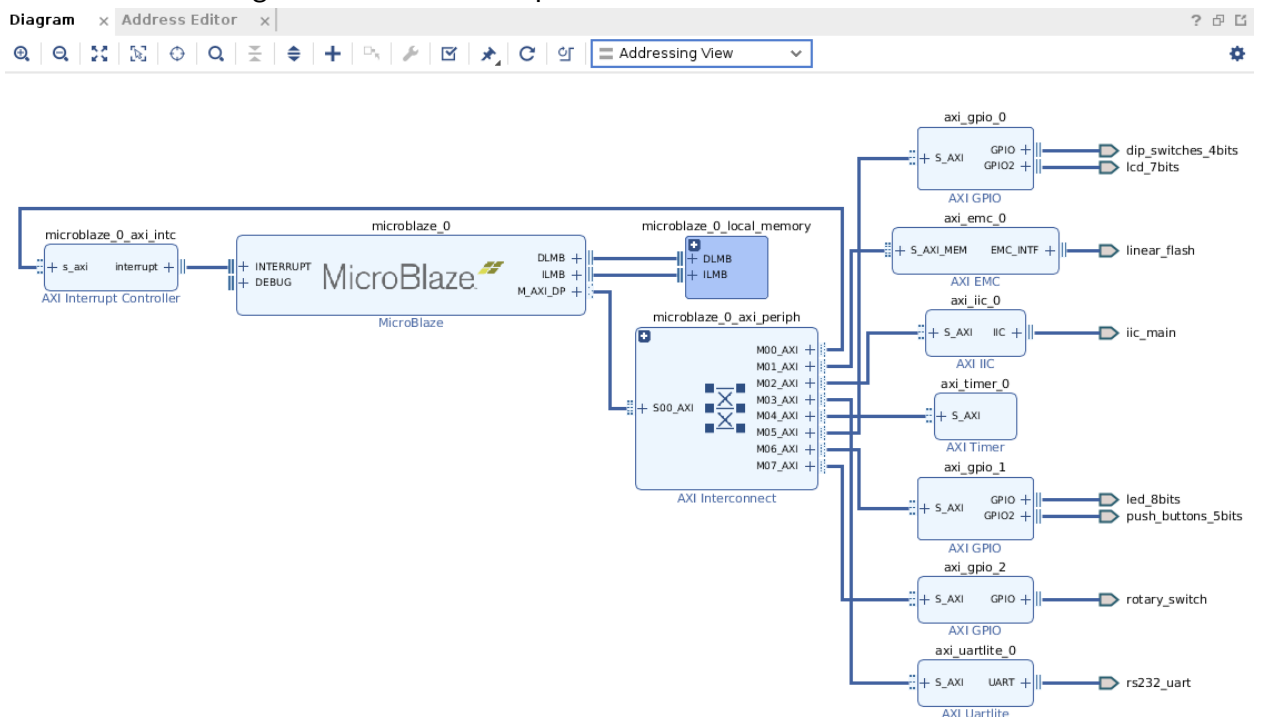 Diagram × Address Editor ×
Addressing View
axi_gpio_0
S_AXI GPIO
GPIO2
AXI GPIO
dip_switches_4bits
lcd_7bits
axi_emc_0
S_AXI_MEM EMC_INTF
AXI EMC
linear_flash
axi_iic_0
S_AXI IIC
AXI IIC
iic_main
axi_timer_0
S_AXI
AXI Timer
axi_gpio_1
S_AXI GPIO
GPIO2
AXI GPIO
led_8bits
push_buttons_5bits
axi_gpio_2
S_AXI GPIO
AXI GPIO
rotary_switch
axi_uartlite_0
S_AXI UART
AXI Uartlite
rs232_uart
microblaze_0_axi_intc
s_axi interrupt
AXI Interrupt Controller
microblaze_0
INTERRUPT
DEBUG
MicroBlaze
DLMB
ILMB
M_AXI_DP
MicroBlaze
microblaze_0_local_memory
DLMB
ILMB
microblaze_0_axi_periph
S00_AXI
M00_AXI
M01_AXI
M02_AXI
M03_AXI
M04_AXI
M05_AXI
M06_AXI
M07_AXI
AXI Interconnect